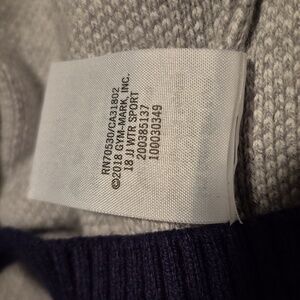 RN70530/CA31802
©2018 GYM-MARK, INC.
18 JJ WTR SPORT
200385137
100030349